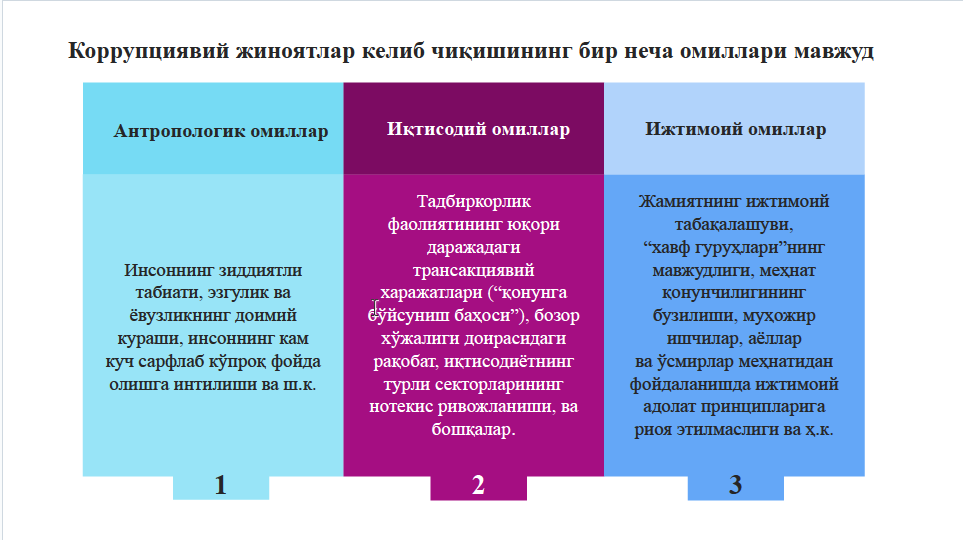 Коррупциявий жиноятлар келиб чиқишининг бир неча омиллари мавжуд
Антропологик омиллар
Инсоннинг зиддиятли
табиати, эзгулик ва
ёвузликнинг доимий
кураши, инсоннинг кам
куч сарфлаб кўпроқ фойда
олишга интилиши ва ш.к.
1
Иқтисодий омиллар
Тадбиркорлик
фаолиятининг юқори
даражадаги
трансакциявий
харажатлари (“қонунга
бўйсуниш баҳоси”), бозор
хўжалиги доирасидаги
рақобат, иқтисодиётнинг
турли секторларининг
нотекис ривожланиши, ва
бошқалар.
2
Ижтимоий омиллар
Жамиятнинг ижтимоий
табақалашуви,
“хавф гуруҳлари”нинг
мавжудлиги, меҳнат
қонунчилигининг
бузилиши, муҳожир
ишчилар, аёллар
ва ўсмирлар меҳнатидан
фойдаланишда ижтимоий
адолат принципларига
риоя этилмаслиги ва ҳ.к.
3